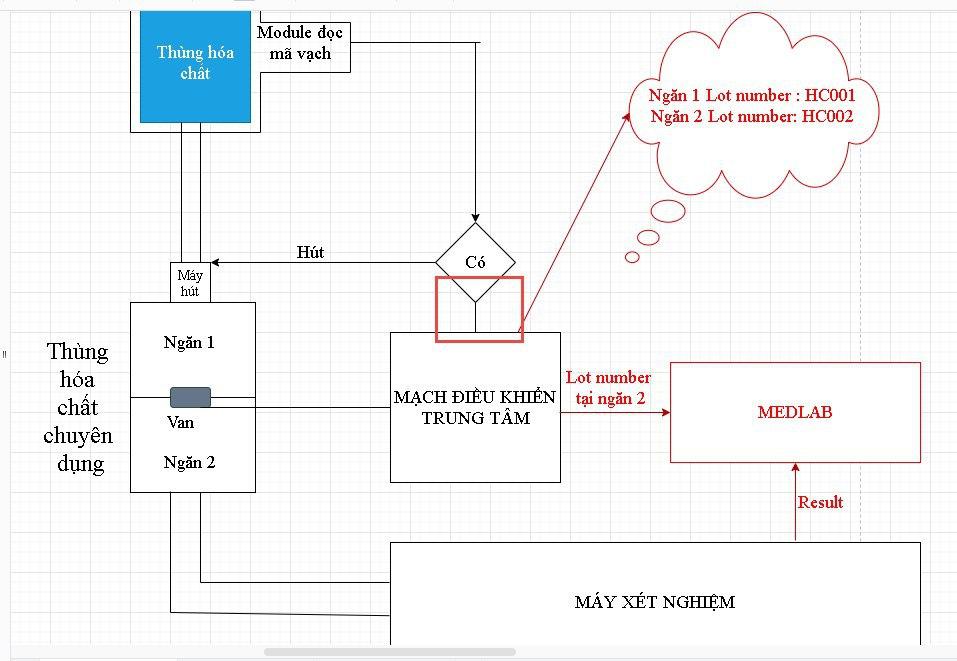 Thùng hóa
chất
Module đọc
mã vạch
Ngăn 1 Lot number : HC001
Ngăn 2 Lot number: HC002
Hút
Có
Máy
hút
Ngăn 1
Thùng
hóa
chất
chuyên
dụng
Van
Ngăn 2
MẠCH ĐIỀU KHIỂN
TRUNG TÂM
Lot number
tại ngăn 2
MEDLAB
Result
MÁY XÉT NGHIỆM